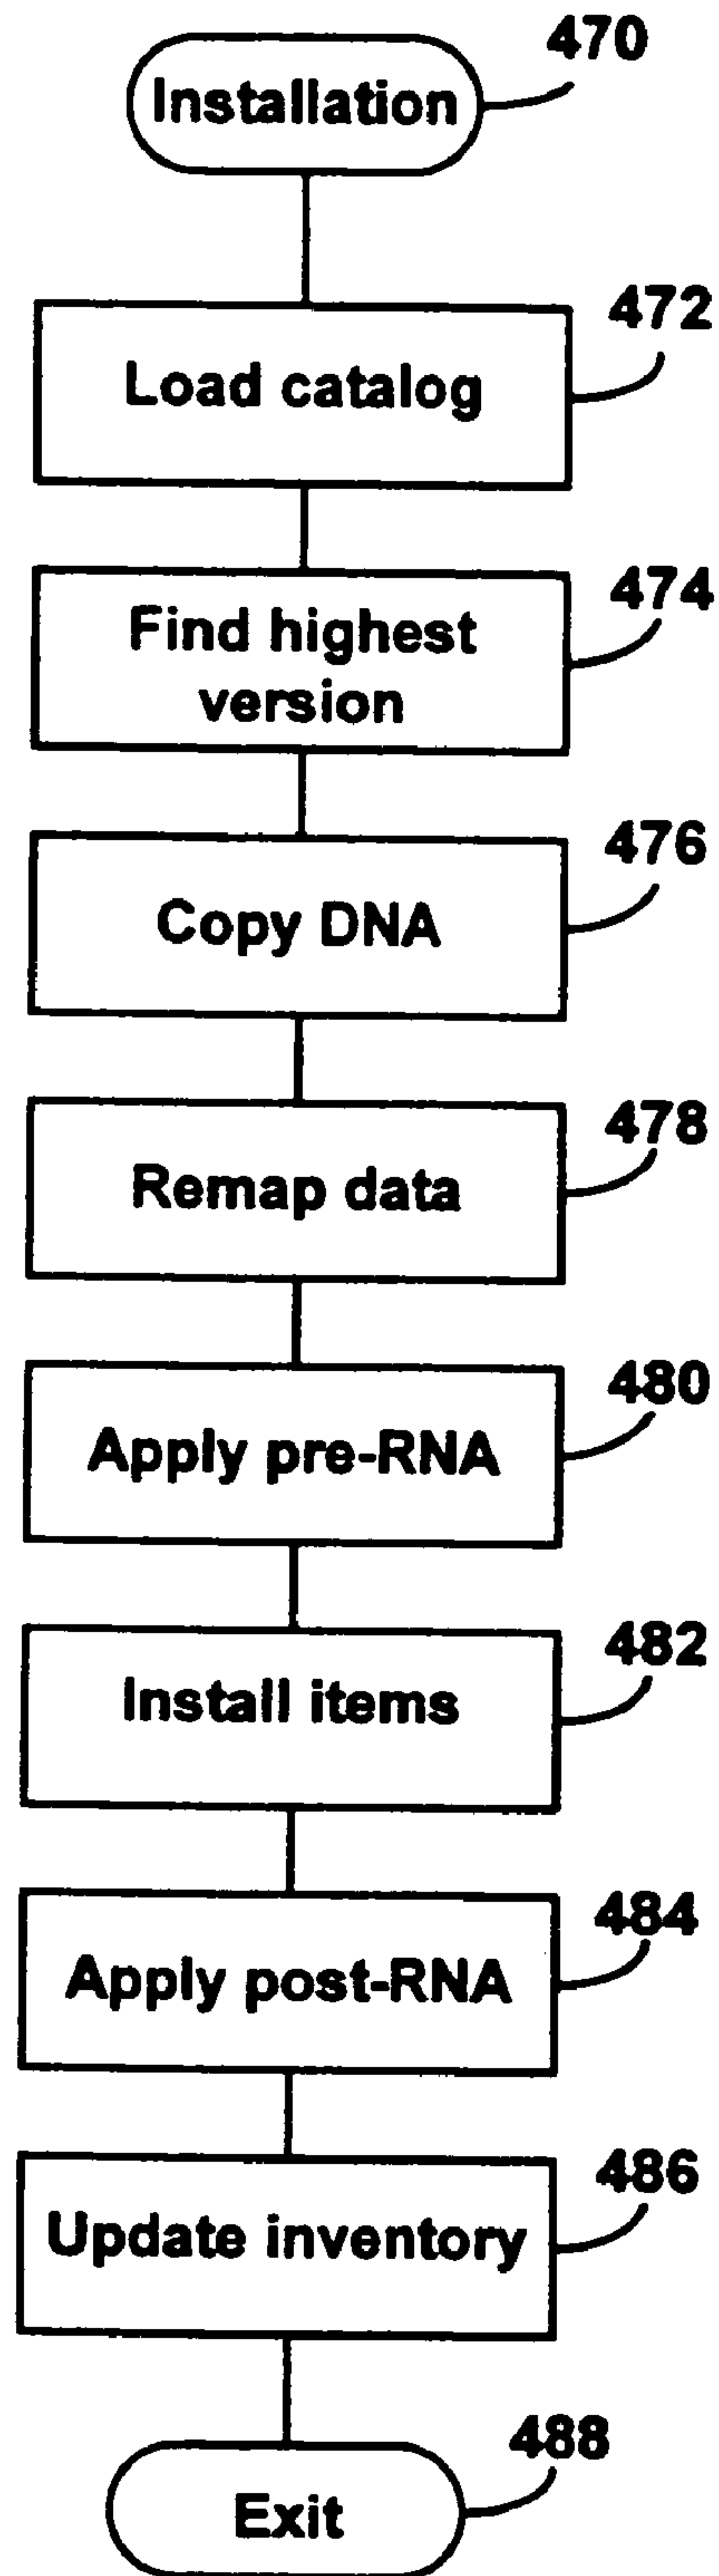 470
Installation
472
Load catalog
474
Find highest
version
476
Copy DNA
478
Remap data
480
Apply pre-RNA
482
Install items
484
Apply post-RNA
486
Update inventory
488
Exit